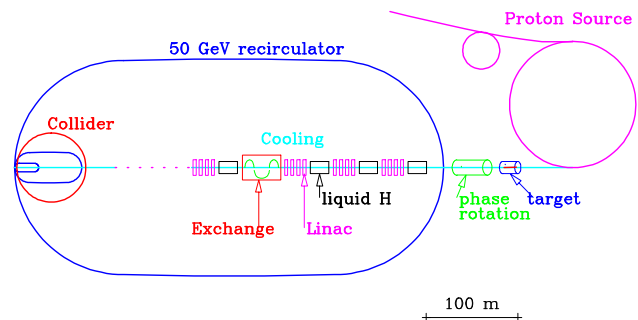 Proton Source
50 GeV recirculator
Collider
Cooling
liquid H
phase
rotation
target
Exchange
Linac
100 m